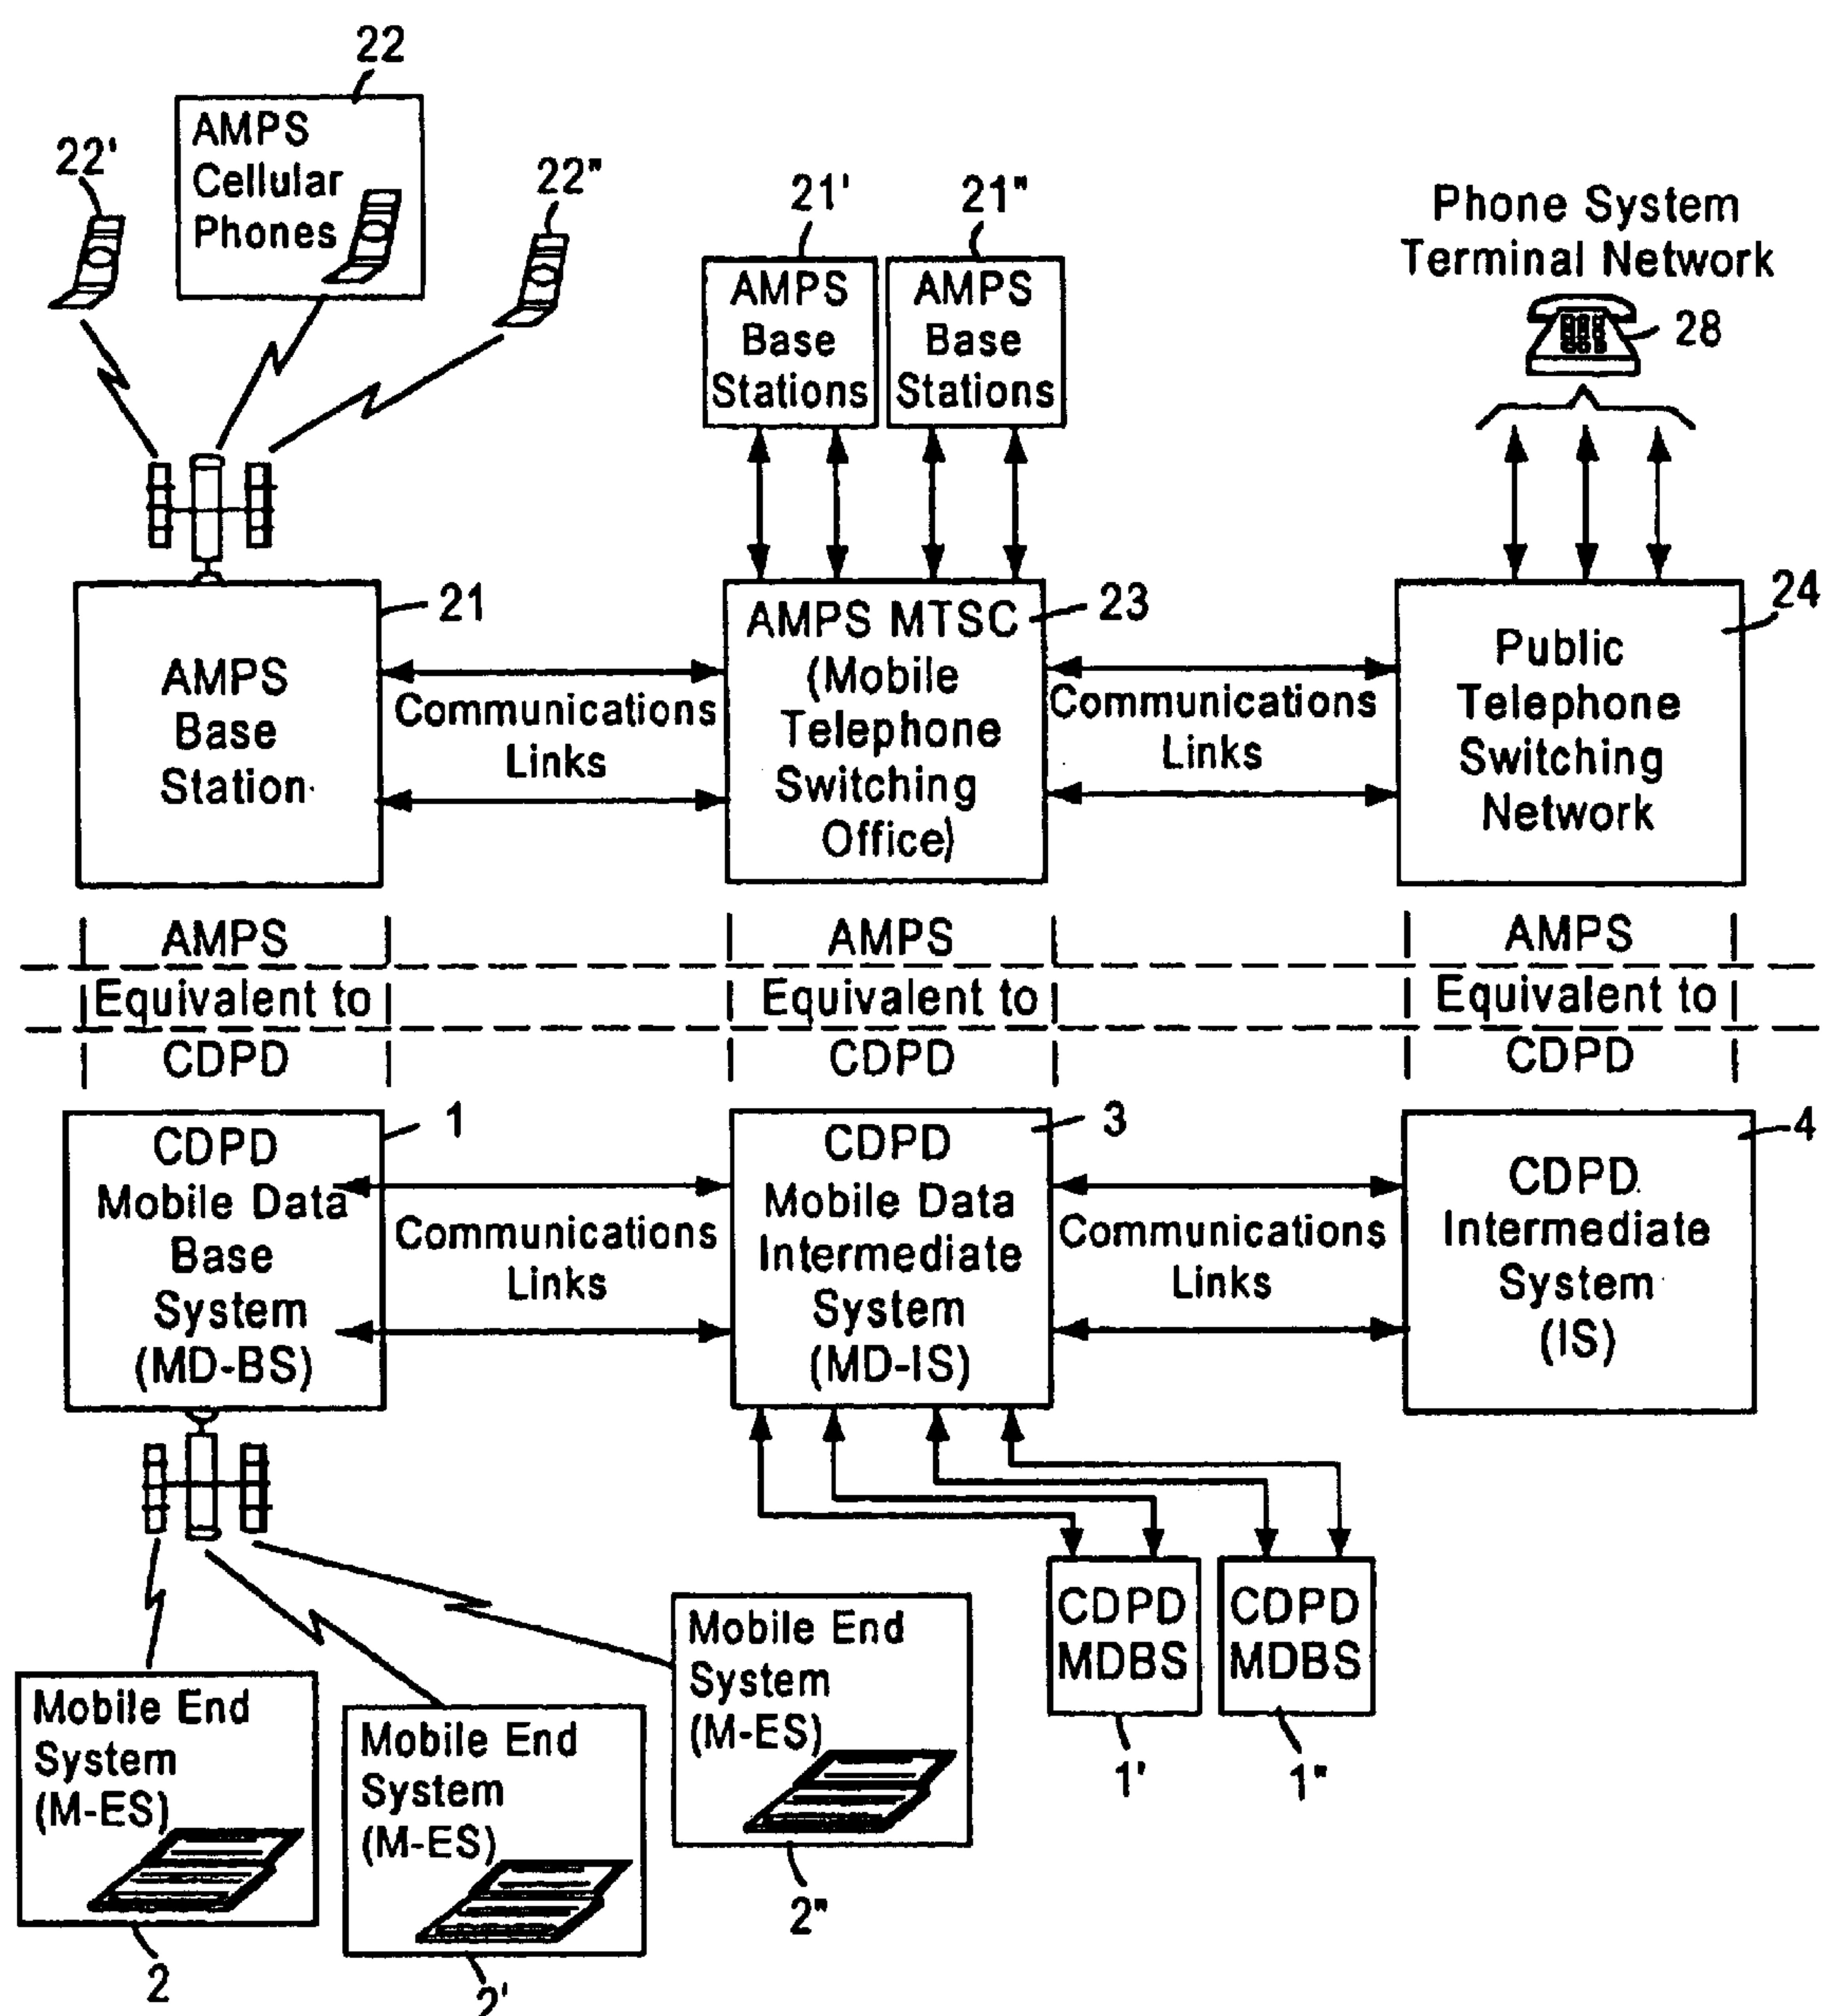 22
AMPS
Cellular
Phones
22'
22"
21'
21"
AMPS
Base
Stations
AMPS
Base
Stations
Phone System
Terminal Network
28
21
AMPS
Base
Station
Communications
Links
AMPS MTSC
(Mobile
Telephone
Switching
Office)
23
Communications
Links
Public
Telephone
Switching
Network
24
AMPS
Equivalent to
CDPD
AMPS
Equivalent to
CDPD
AMPS
Equivalent to
CDPD
1
CDPD
Mobile Data
Base
System
(MD-BS)
Communications
Links
3
CDPD
Mobile Data
Intermediate
System
(MD-IS)
Communications
Links
4
CDPD
Intermediate
System
(IS)
Mobile End
System
(M-ES)
2
Mobile End
System
(M-ES)
2'
Mobile End
System
(M-ES)
2"
CDPD
MDBS
1'
CDPD
MDBS
1"